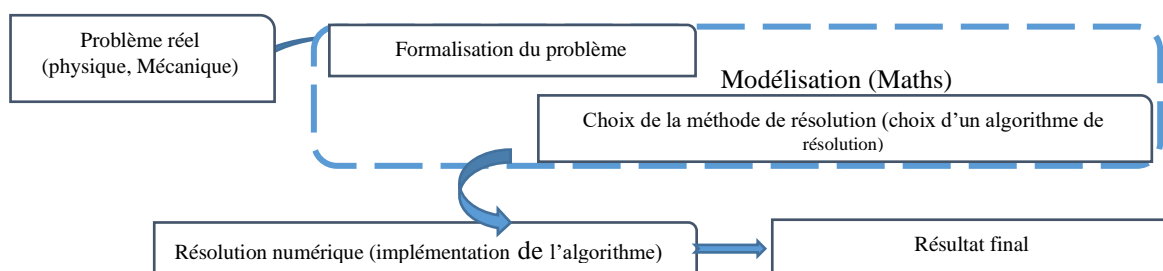 Problème réel
(physique, Mécanique)
Formalisation du problème
Modélisation (Maths)
Choix de la méthode de résolution (choix d’un algorithme de
résolution)
Résolution numérique (implémentation de l’algorithme)
Résultat final